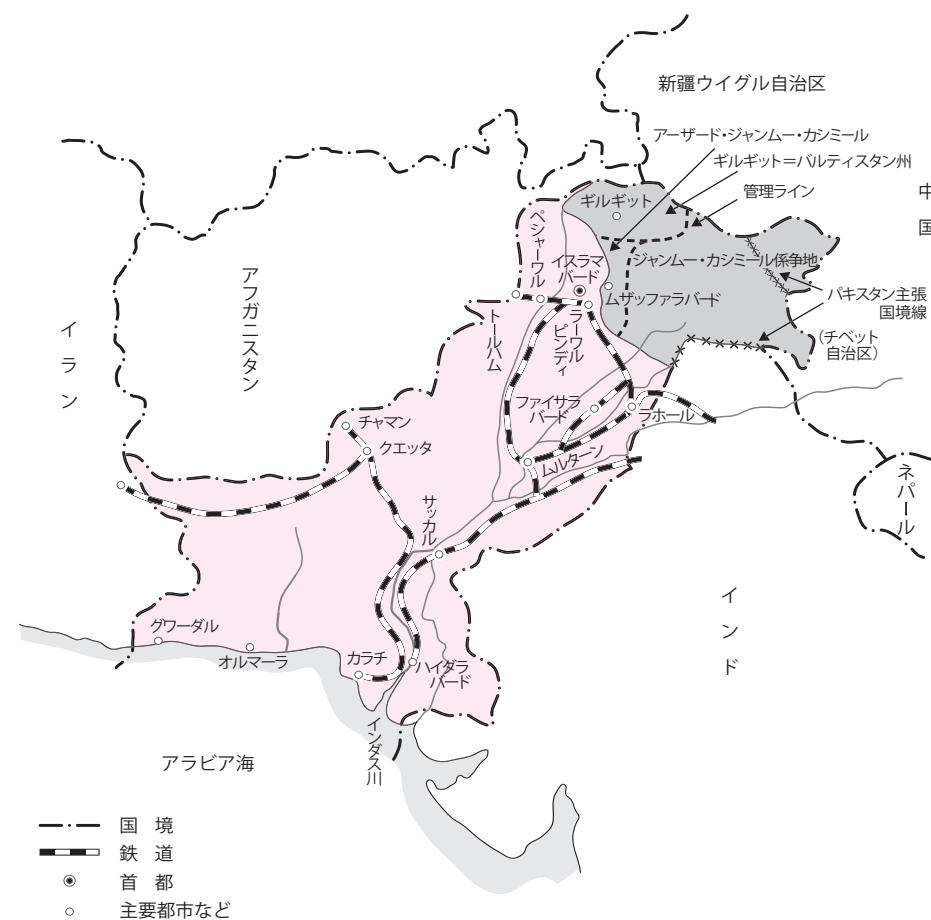 新疆ウイグル自治区
アーザード・ジャンムー・カシミール
ギルギット＝バルティスタン州
管理ライン
中
国
ギルギット
ペシャーワル
イスラマ
バード
ジャンムー・カシミール係争地
ムザッファラバード
パキスタン主張
国境線
(チベット
自治区)
アフガニスタン
イラン
トールハム
ラーワル
ピンディ
ファイサラ
バード
ラホール
チャマン
クエッタ
ムルターン
サッカル
ネパール
インド
グワーダル
オルマーラ
カラチ
ハイダラ
バード
インダス川
アラビア海
国 境
鉄 道
首 都
主要都市など